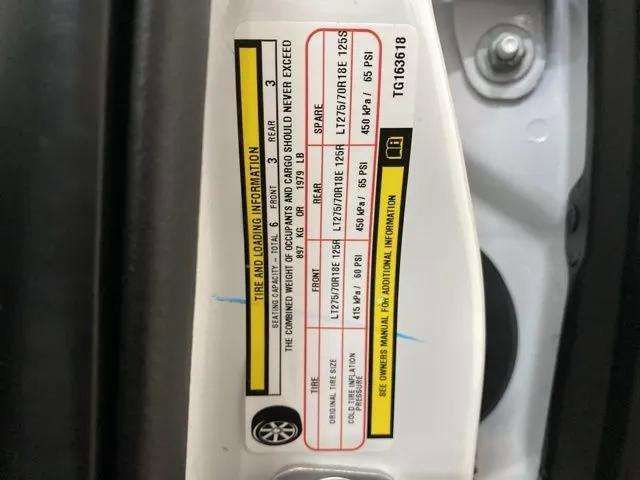 TIRE AND LOADING INFORMATION
SEATING CAPACITY - TOTAL 6 FRONT 3 REAR 3
THE COMBINED WEIGHT OF OCCUPANTS AND CARGO SHOULD NEVER EXCEED
897 KG OR 1979 LB
TIRE FRONT REAR SPARE
ORIGINAL TIRE SIZE LT275/70R18E 125R LT275/70R18E 125R LT275/70R18E 125S
COLD TIRE INFLATION PRESSURE 415 kPa / 60 PSI 450 kPa / 65 PSI 450 kPa / 65 PSI
SEE OWNERS MANUAL FOR ADDITIONAL INFORMATION
TG163618